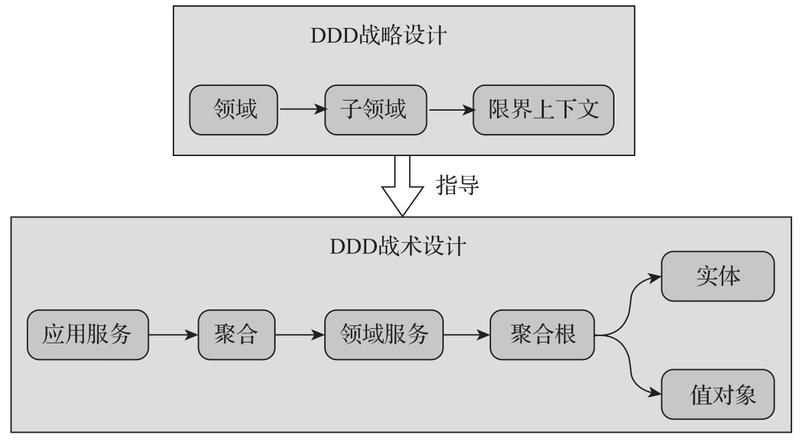 DDD战略设计
领域
子领域
限界上下文
指导
DDD战术设计
应用服务
聚合
领域服务
聚合根
实体
值对象